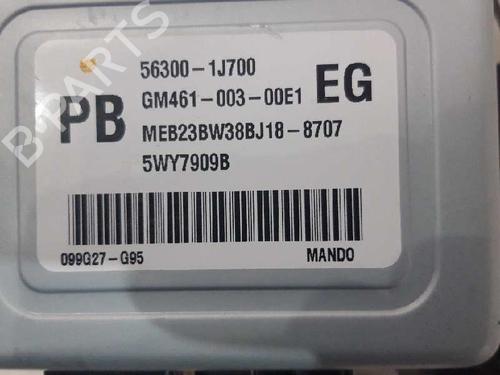 56300-1J700
PB GM461-003-00E1 EG
MEB23BW38BJ18-8707
5WY7909B
099G27-G95 MANDO
B-PARTS